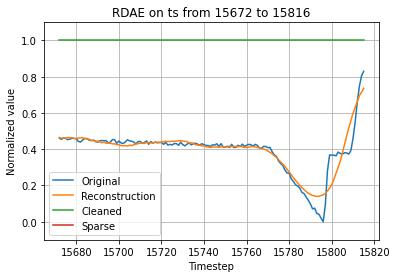 RDAE on ts from 15672 to 15816
Normalized value
1.0
0.8
0.6
0.4
0.2
0.0
Original
Reconstruction
Cleaned
Sparse
15680 15700 15720 15740 15760 15780 15800 15820
Timestep